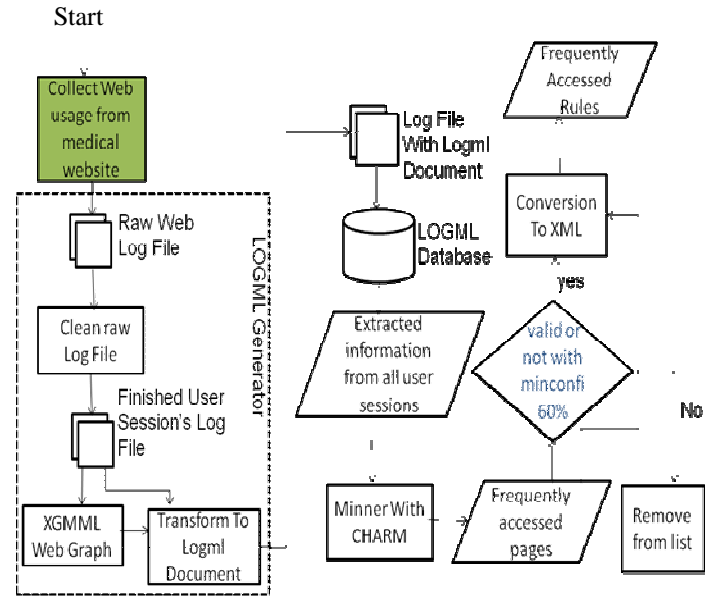 Start
Collect Web
usage from
medical
website
Raw Web
Log File
Clean raw
Log File
Finished User
Session's Log
File
XGMML
Web Graph
Transform To
Logml
Document
LOGML Generator
Log File
With Logml
Document
LOGML
Database
Extracted
information
from all user
sessions
Minner With
CHARM
Frequently
accessed
pages
valid or
not with
minconfi
60%
yes
No
Conversion
To XML
Frequently
Accessed
Rules
Remove
from list